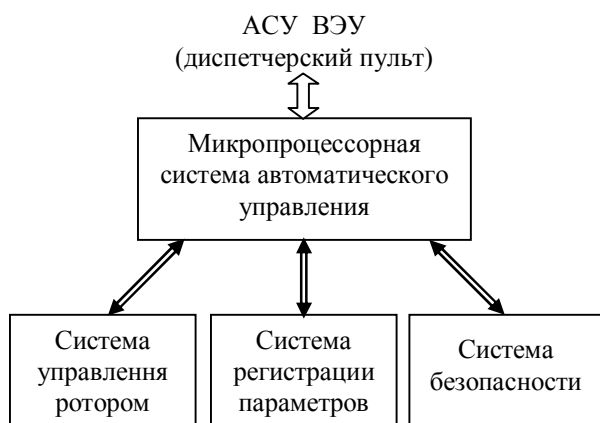 АСУ ВЭУ
(диспетчерский пульт)
Микропроцессорная
система автоматического
управления
Система
управлення
ротором
Система
регистрации
параметров
Система
безопасности